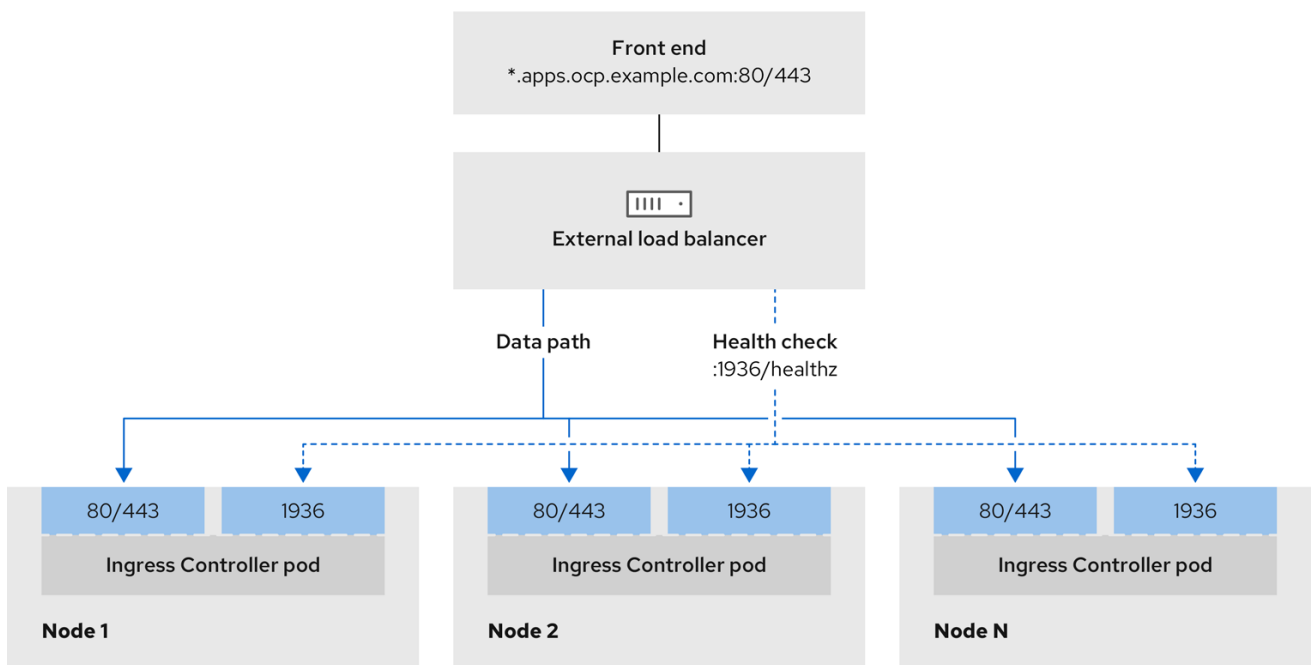 Front end
*.apps.ocp.example.com:80/443
External load balancer
Data path
Health check
:1936/healthz
80/443
1936
80/443
1936
80/443
1936
Ingress Controller pod
Ingress Controller pod
Ingress Controller pod
Node 1
Node 2
Node N